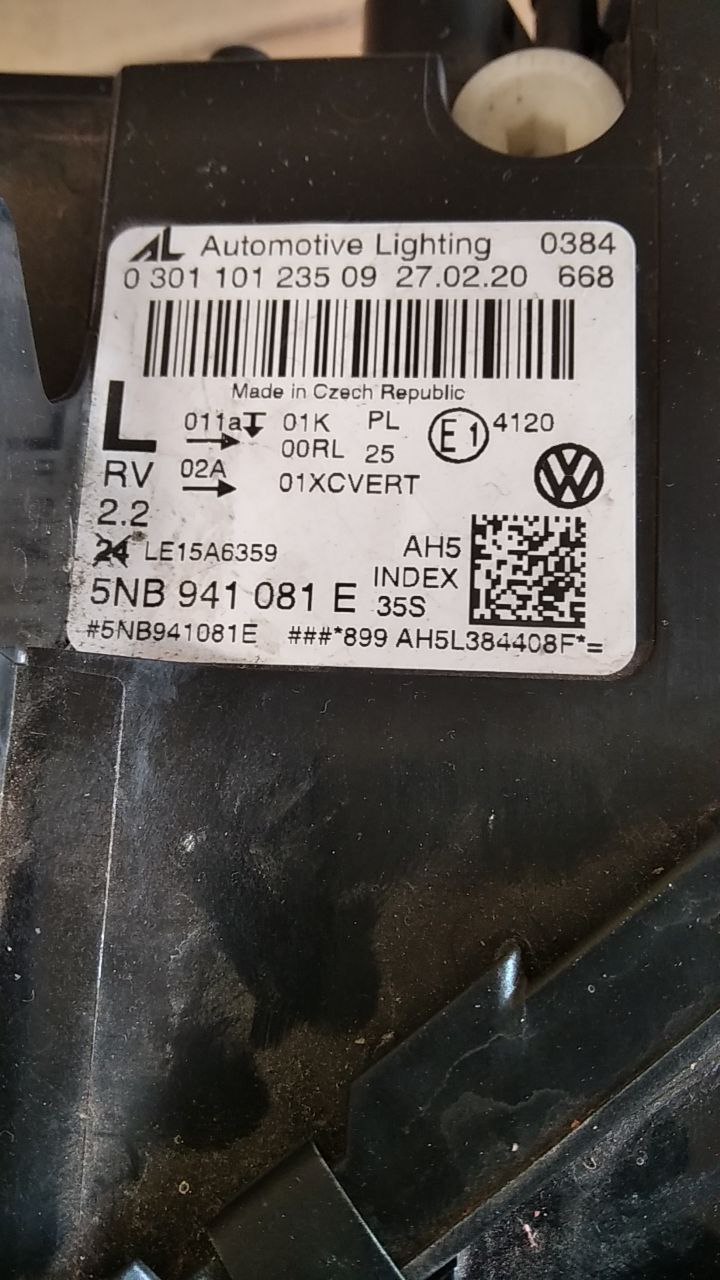 AL Automotive Lighting 0384
0 301 101 235 09 27.02.20 668
Made in Czech Republic
L 011a 01K PL E1 4120
00RL 25
RV 02A 01XCVERT VW
2.2
24 LE15A6359 AH5
INDEX
5NB 941 081 E 35S
#5NB941081E ###*899 AH5L384408F*=